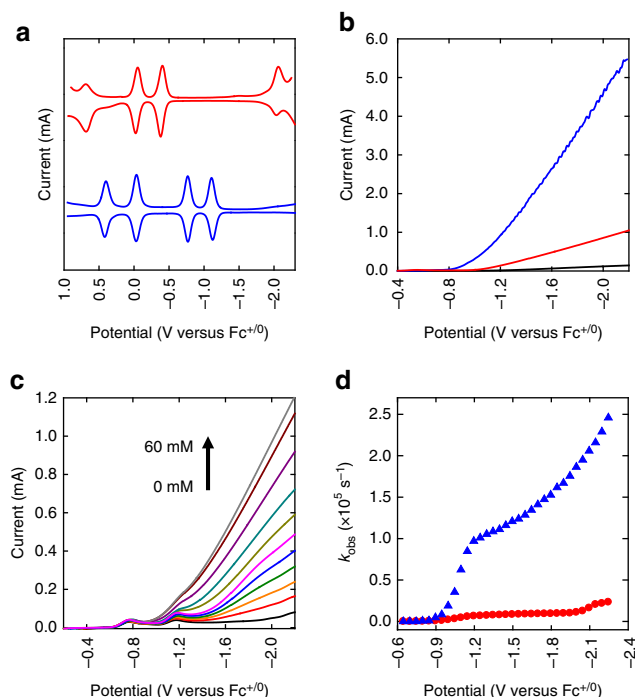 a
Current (mA)
1.0 0.5 0.0 −0.5 −1.0 −1.5 −2.0
Potential (V versus Fc+/0)
b
6.0
5.0
4.0
3.0
2.0
1.0
0.0
Current (mA)
−0.4 −0.8 −1.2 −1.6 −2.0
Potential (V versus Fc+/0)
c
1.2
1.0
0.8
0.6
0.4
0.2
0.0
Current (mA)
60 mM
0 mM
−0.4 −0.8 −1.2 −1.6 −2.0
Potential (V versus Fc+/0)
d
2.5
2.0
1.5
1.0
0.5
0.0
kobs (×10⁵ s⁻¹)
−0.6 −0.9 −1.2 −1.5 −1.8 −2.1 −2.4
Potential (V versus Fc+/0)